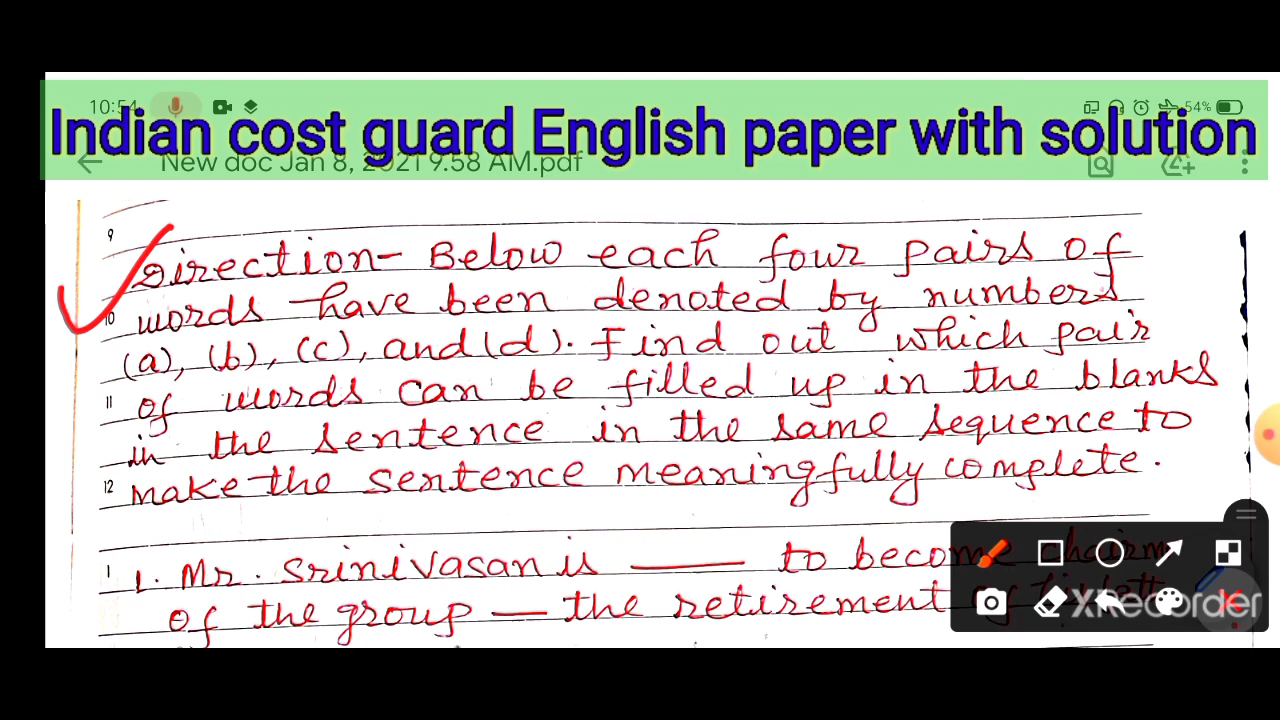 10:54
54%
Indian cost guard English paper with solution
New doc Jan 8, 2021 9.58 AM.pdf
9
Direction- Below each four pairs of
10 words have been denoted by numbers
(a), (b), (c), and (d). Find out which pair
11 of words can be filled up in the blanks
in the sentence in the same sequence to
12 make the sentence meaningfully complete.
1 1. Mr. Srinivasan is ____ to become
of the group — the retirement of
XRecorder